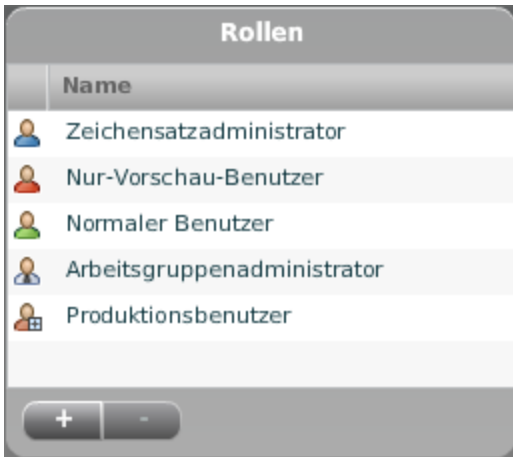 Rollen
Name
Zeichensatzadministrator
Nur-Vorschau-Benutzer
Normaler Benutzer
Arbeitsgruppenadministrator
Produktionsbenutzer
+ -